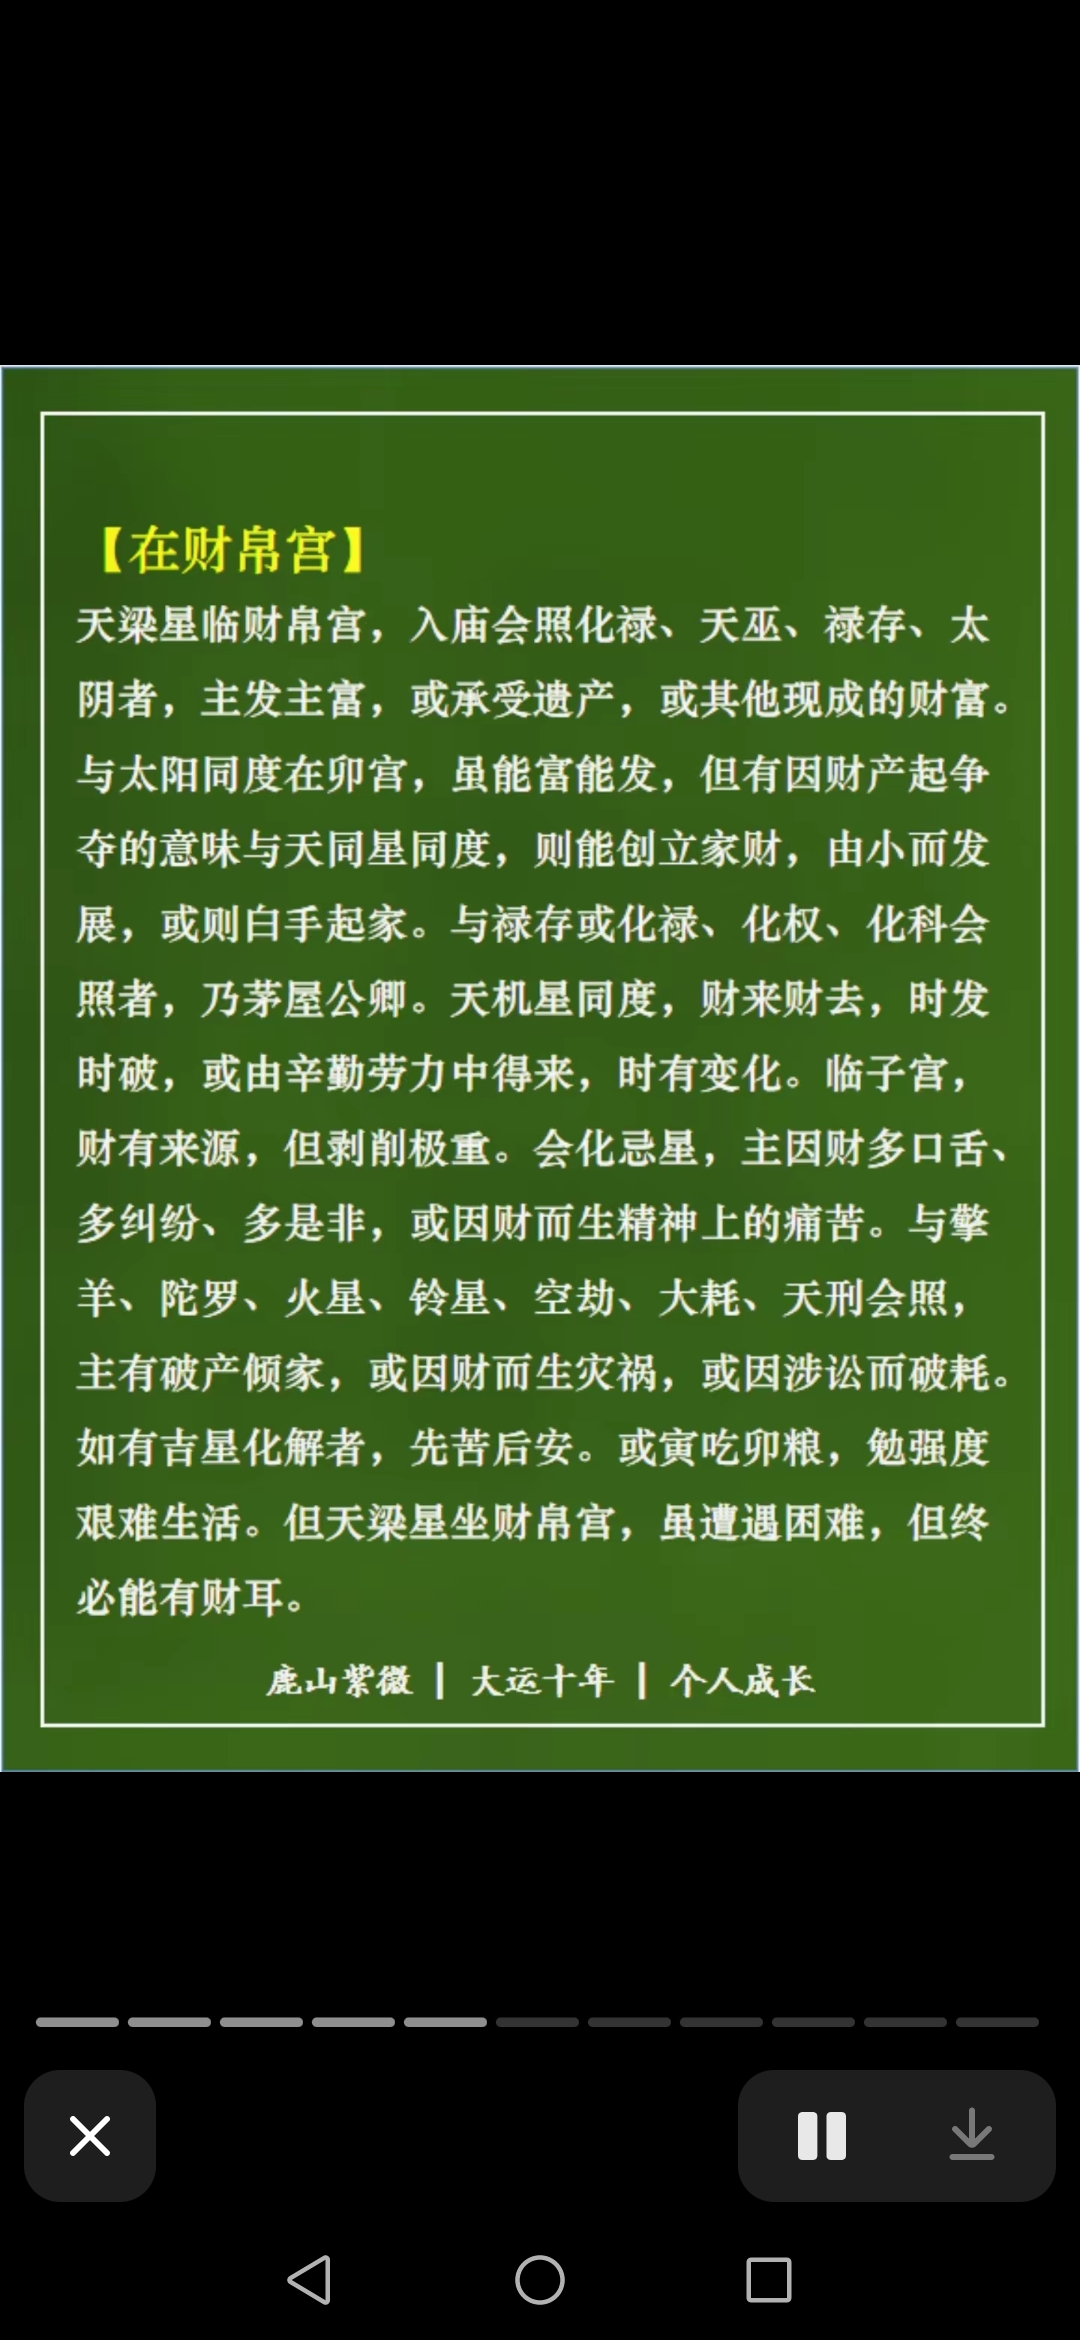 【在财帛宫】
天梁星临财帛宫，入庙会照化禄、天巫、禄存、太
阴者，主发主富，或承受遗产，或其他现成的财富。
与太阳同度在卯宫，虽能富能发，但有因财产起争
夺的意味与天同星同度，则能创立家财，由小而发
展，或则白手起家。与禄存或化禄、化权、化科会
照者，乃茅屋公卿。天机星同度，财来财去，时发
时破，或由辛勤劳力中得来，时有变化。临子宫，
财有来源，但剥削极重。会化忌星，主因财多口舌、
多纠纷、多是非，或因财而生精神上的痛苦。与擎
羊、陀罗、火星、铃星、空劫、大耗、天刑会照，
主有破产倾家，或因财而生灾祸，或因涉讼而破耗。
如有吉星化解者，先苦后安。或寅吃卯粮，勉强度
艰难生活。但天梁星坐财帛宫，虽遭遇困难，但终
必能有财耳。
鹿山紫微 | 大运十年 | 个人成长